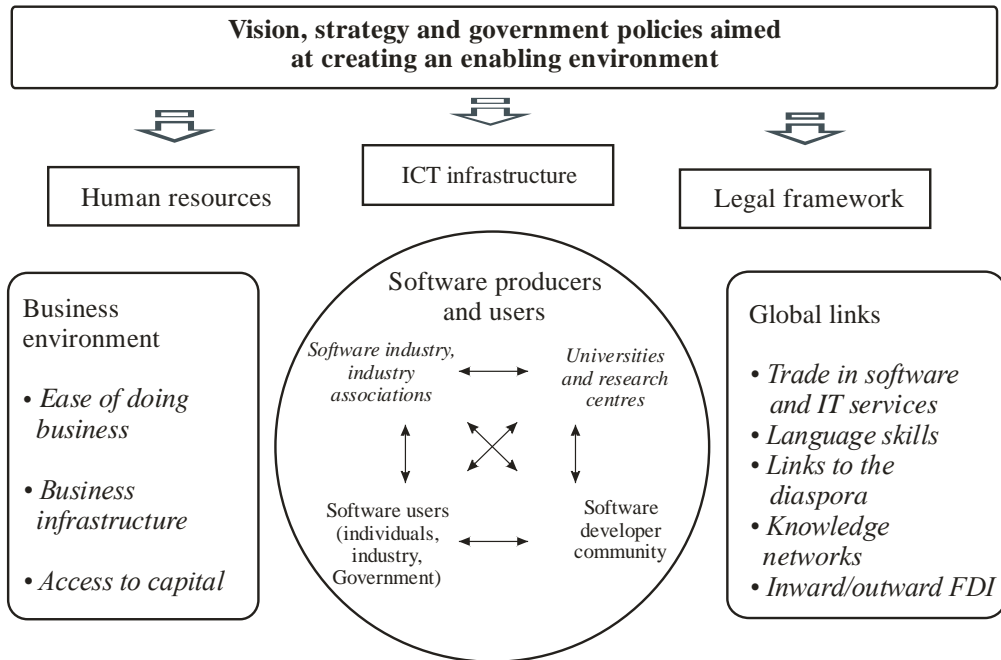 Vision, strategy and government policies aimed
at creating an enabling environment
Human resources
ICT infrastructure
Legal framework
Business
environment
• Ease of doing
business
• Business
infrastructure
• Access to capital
Software producers
and users
Software industry,
industry
associations
Universities
and research
centres
Software users
(individuals,
industry,
Government)
Software
developer
community
Global links
• Trade in software
and IT services
• Language skills
• Links to the
diaspora
• Knowledge
networks
• Inward/outward FDI